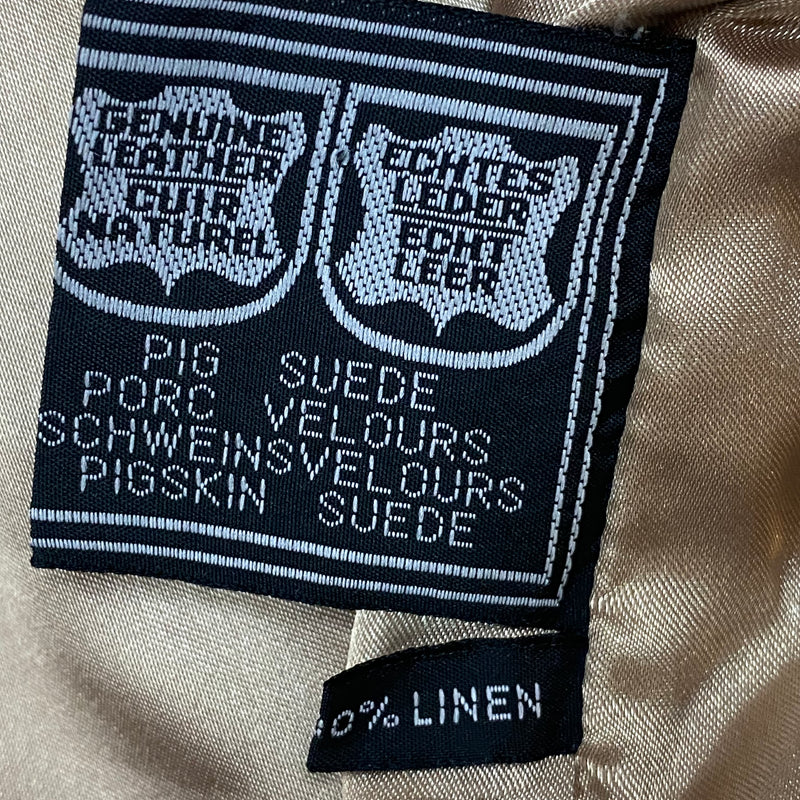 GENUINE
LEATHER
CUIR
NATUREL
ECHTES
LEDER
ECHT
LEER
PIG SUEDE
PORC VELOURS
SCHWEINSVELOURS
PIGSKIN SUEDE
LINEN